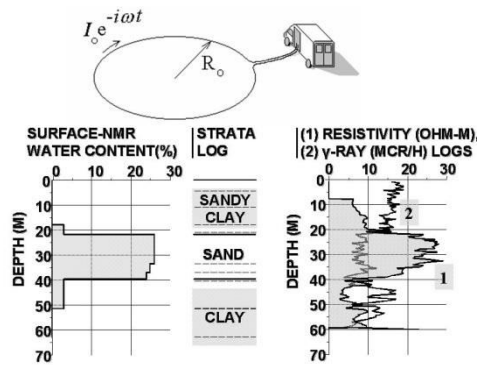 I₀e^-iωt
R₀
SURFACE-NMR
WATER CONTENT(%)
0 10 20 30
DEPTH (M)
0
10
20
30
40
50
60
70
STRATA
LOG
SANDY
CLAY
SAND
CLAY
(1) RESISTIVITY (OHM-M),
(2) γ-RAY (MCR/H) LOGS
0 10 20 30
DEPTH (M)
0
10
20
30
40
50
60
70
2
1